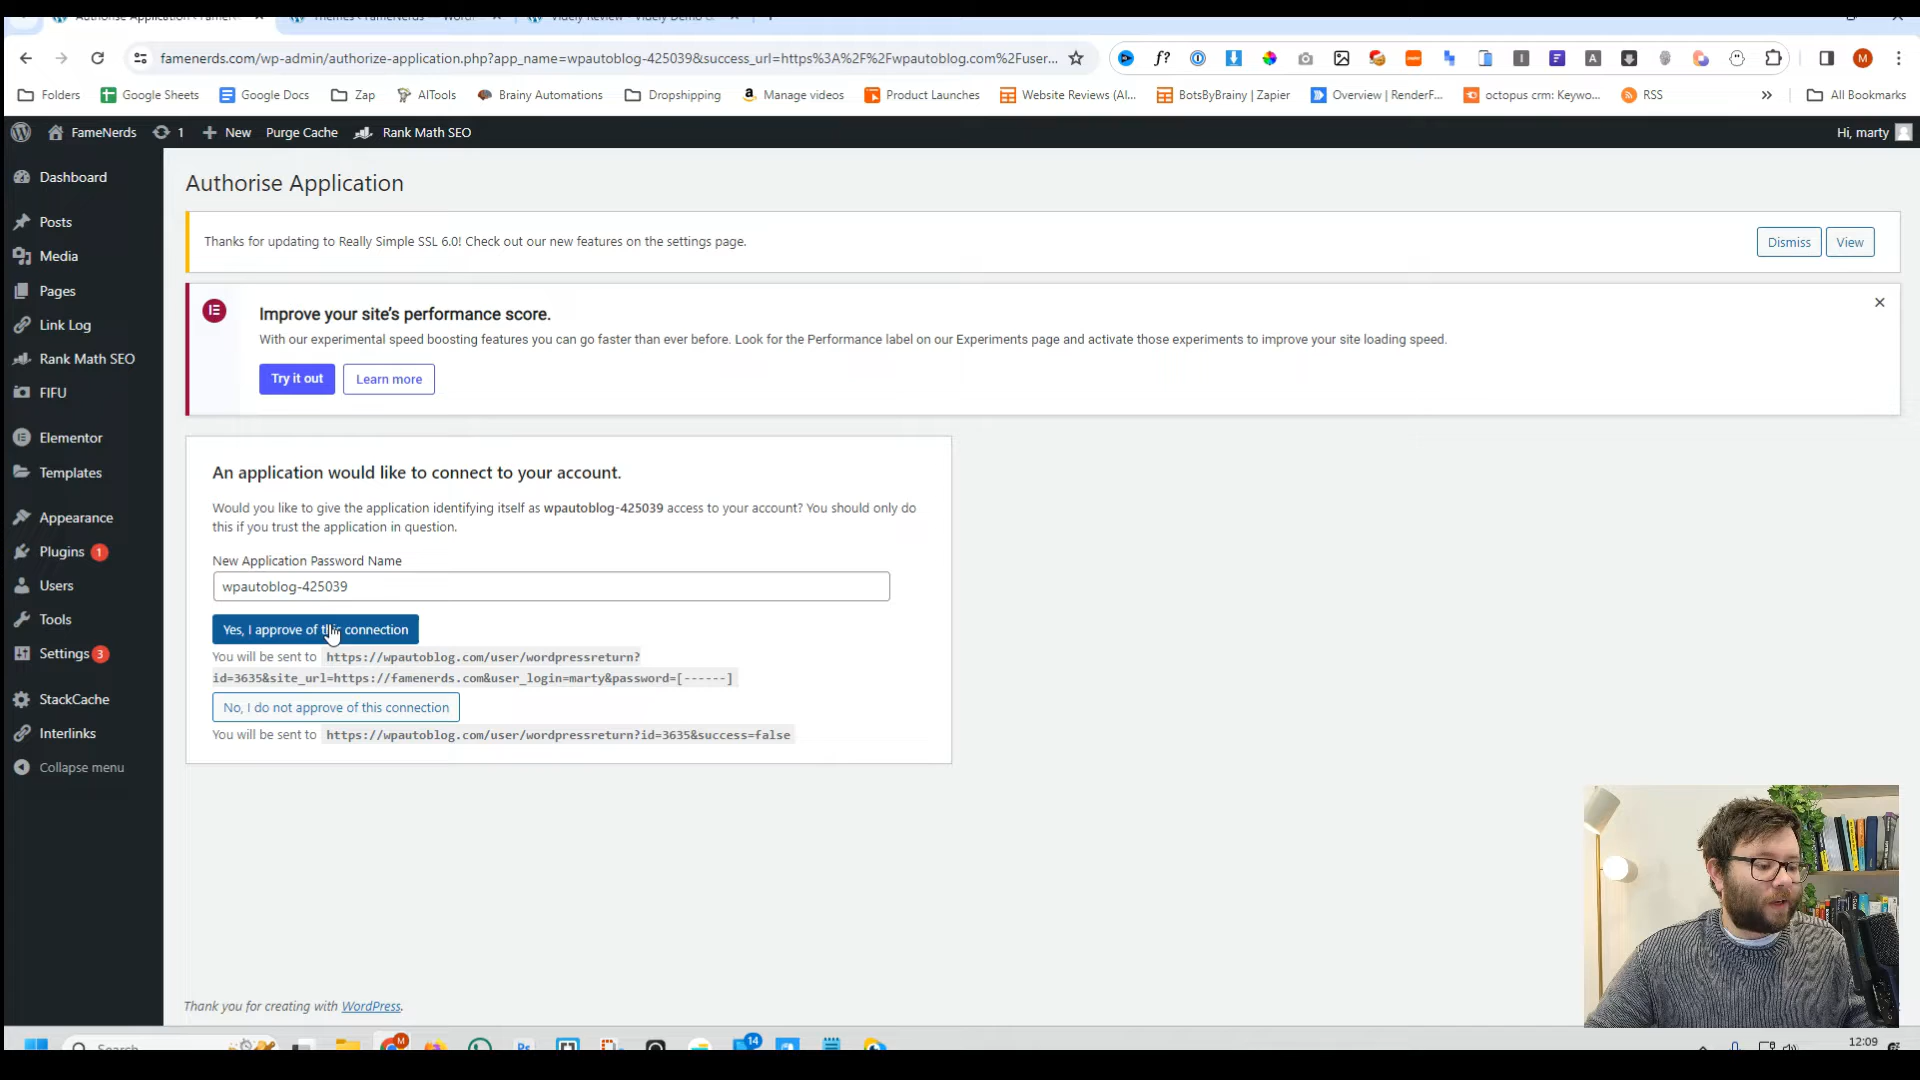 famenerds.com/wp-admin/authorize-application.php?app_name=wpautoblog-425039&success_url=https%3A%2F%2Fwpautoblog.com%2Fuser...
Folders
Google Sheets
Google Docs
Zap
AITools
Brainy Automations
Dropshipping
Manage videos
Product Launches
Website Reviews (AI...
BotsByBrainy | Zapier
Overview | RenderF...
octopus crm: Keywo...
RSS
All Bookmarks
FameNerds
1
New
Purge Cache
Rank Math SEO
Hi, marty
Dashboard
Posts
Media
Pages
Link Log
Rank Math SEO
FIFU
Elementor
Templates
Appearance
Plugins 1
Users
Tools
Settings 3
StackCache
Interlinks
Collapse menu
Authorise Application
Thanks for updating to Really Simple SSL 6.0! Check out our new features on the settings page.
Dismiss
View
Improve your site's performance score.
With our experimental speed boosting features you can go faster than ever before. Look for the Performance label on our Experiments page and activate those experiments to improve your site loading speed.
Try it out
Learn more
An application would like to connect to your account.
Would you like to give the application identifying itself as wpautoblog-425039 access to your account? You should only do
this if you trust the application in question.
New Application Password Name
wpautoblog-425039
Yes, I approve of this connection
You will be sent to https://wpautoblog.com/user/wordpressreturn?
id=3635&site_url=https://famenerds.com&user_login=marty&password=[------]
No, I do not approve of this connection
You will be sent to https://wpautoblog.com/user/wordpressreturn?id=3635&success=false
Thank you for creating with WordPress.
Search
14
12:09